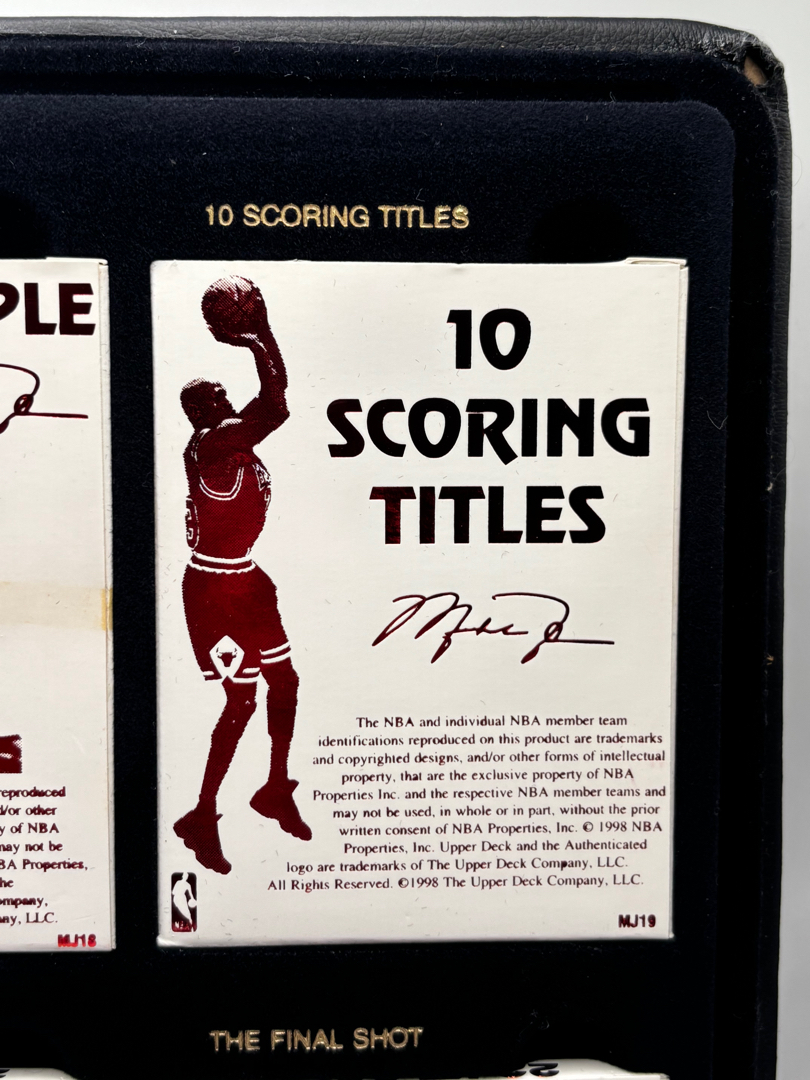 10 SCORING TITLES
PLE
10
SCORING
TITLES
The NBA and individual NBA member team
identifications reproduced on this product are trademarks
and copyrighted designs, and/or other forms of intellectual
property, that are the exclusive property of NBA
Properties Inc. and the respective NBA member teams and
may not be used, in whole or in part, without the prior
written consent of NBA Properties, Inc. © 1998 NBA
Properties, Inc. Upper Deck and the Authenticated
logo are trademarks of The Upper Deck Company, LLC.
All Rights Reserved. ©1998 The Upper Deck Company, LLC.
NBA
MJ19
reproduced
/or other
y of NBA
may not be
BA Properties,
he
ompany,
any, LLC.
MJ18
THE FINAL SHOT